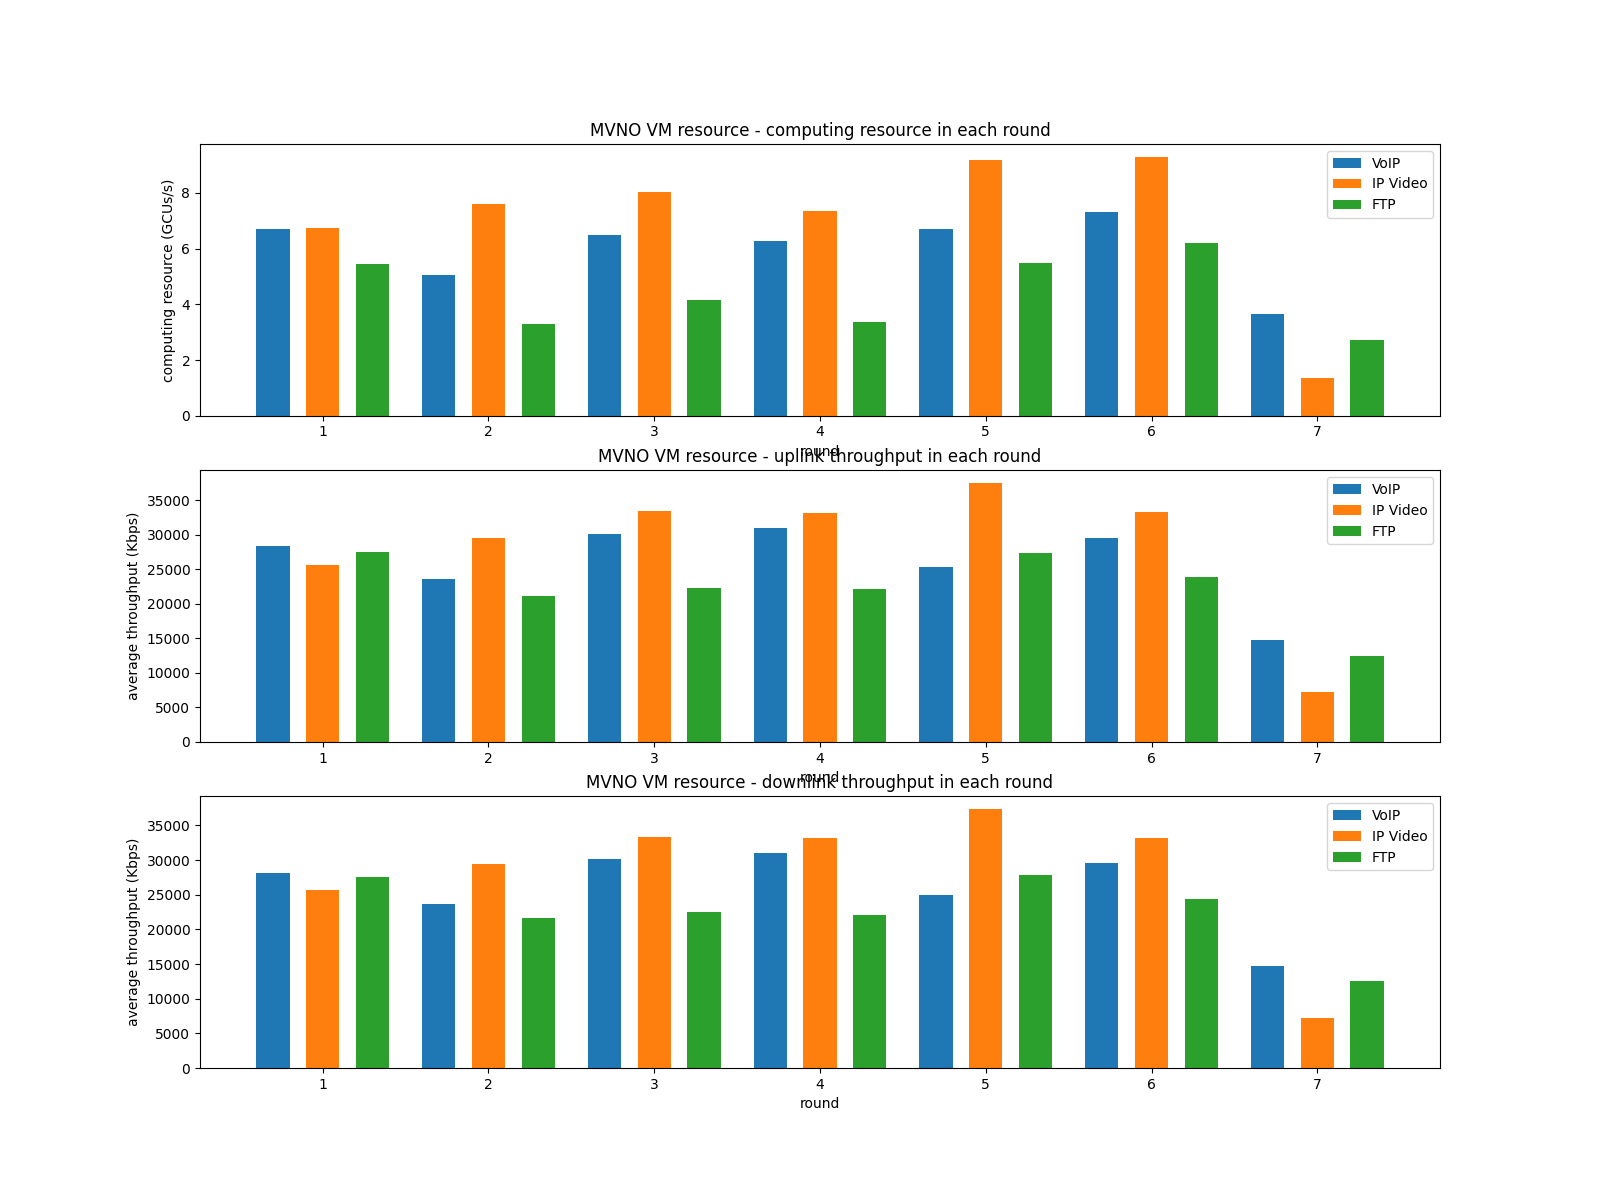 MVNO VM resource - computing resource in each round
computing resource (GCUs/s)
8
6
4
2
0
VoIP
IP Video
FTP
1 2 3 4 5 6 7
round
MVNO VM resource - uplink throughput in each round
average throughput (Kbps)
35000
30000
25000
20000
15000
10000
5000
0
VoIP
IP Video
FTP
1 2 3 4 5 6 7
round
MVNO VM resource - downlink throughput in each round
average throughput (Kbps)
35000
30000
25000
20000
15000
10000
5000
0
VoIP
IP Video
FTP
1 2 3 4 5 6 7
round